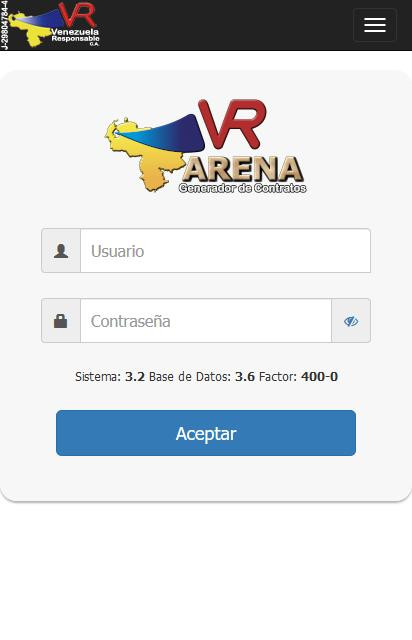 J-29804784-4
VR
Venezuela
Responsable
C.A.
VR
ARENA
Generador de Contratos
Usuario
Contraseña
Sistema: 3.2 Base de Datos: 3.6 Factor: 400-0
Aceptar